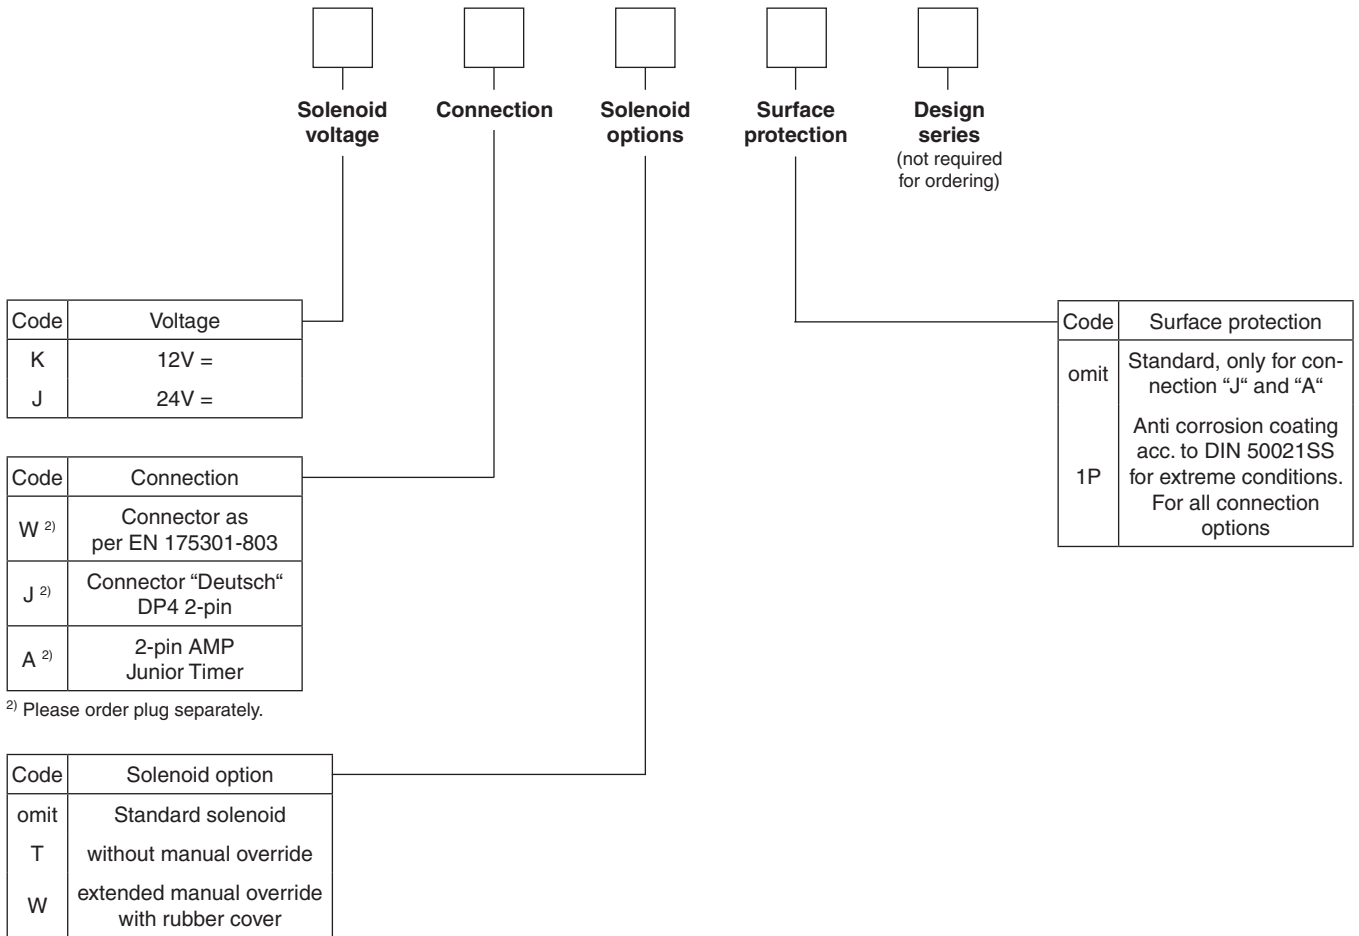 Solenoid
voltage
Connection
Solenoid
options
Surface
protection
Design
series
(not required
for ordering)
Code Voltage
K 12V =
J 24V =
Code Connection
W 2) Connector as
per EN 175301-803
J 2) Connector “Deutsch“
DP4 2-pin
A 2) 2-pin AMP
Junior Timer
2) Please order plug separately.
Code Solenoid option
omit Standard solenoid
T without manual override
W extended manual override
with rubber cover
Code Surface protection
omit Standard, only for con-
nection “J“ and “A“
1P Anti corrosion coating
acc. to DIN 50021SS
for extreme conditions.
For all connection
options